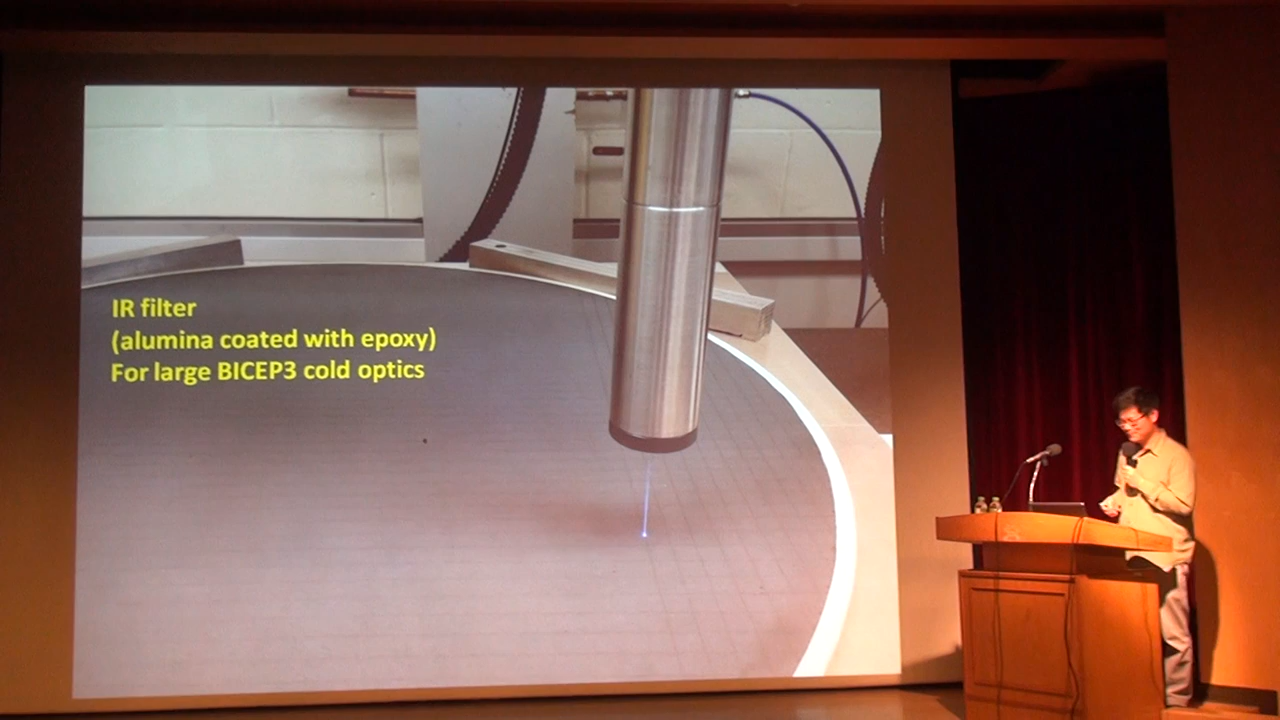 IR filter
(alumina coated with epoxy)
For large BICEP3 cold optics